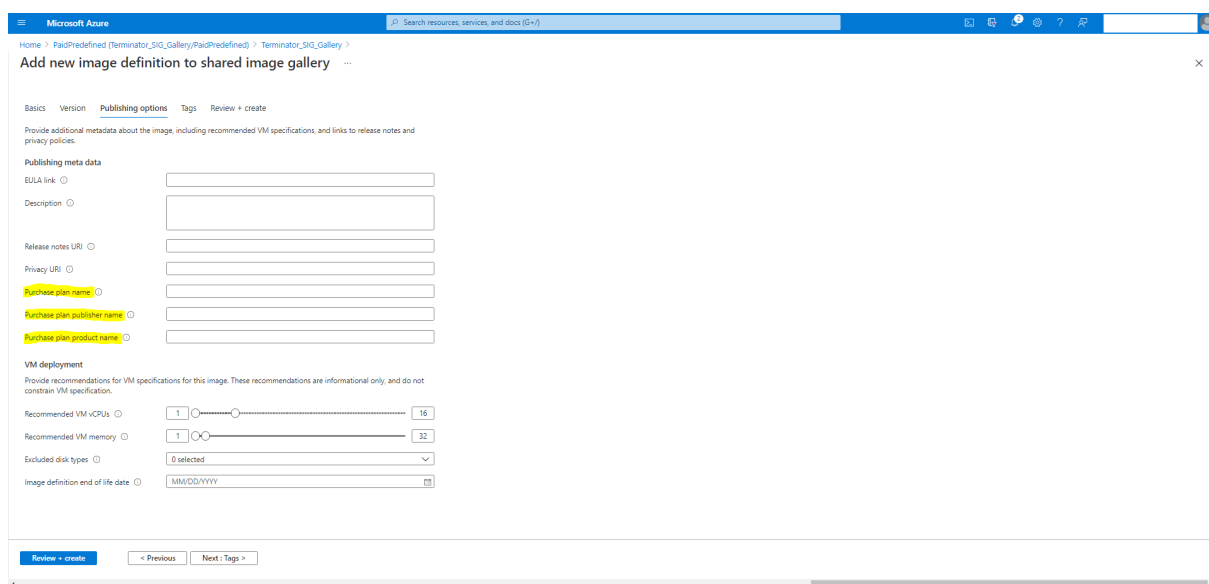 Microsoft Azure
Search resources, services, and docs (G+/)
2
Home > PaidPredefined (Terminator_SIG_Gallery/PaidPredefined) > Terminator_SIG_Gallery >
Add new image definition to shared image gallery ...
Basics Version Publishing options Tags Review + create
Provide additional metadata about the image, including recommended VM specifications, and links to release notes and
privacy policies.
Publishing meta data
EULA link
Description
Release notes URI
Privacy URI
Purchase plan name
Purchase plan publisher name
Purchase plan product name
VM deployment
Provide recommendations for VM specifications for this image. These recommendations are informational only, and do not
constrain VM specification.
Recommended VM vCPUs 1 16
Recommended VM memory 1 32
Excluded disk types 0 selected
Image definition end of life date MM/DD/YYYY
Review + create < Previous Next : Tags >